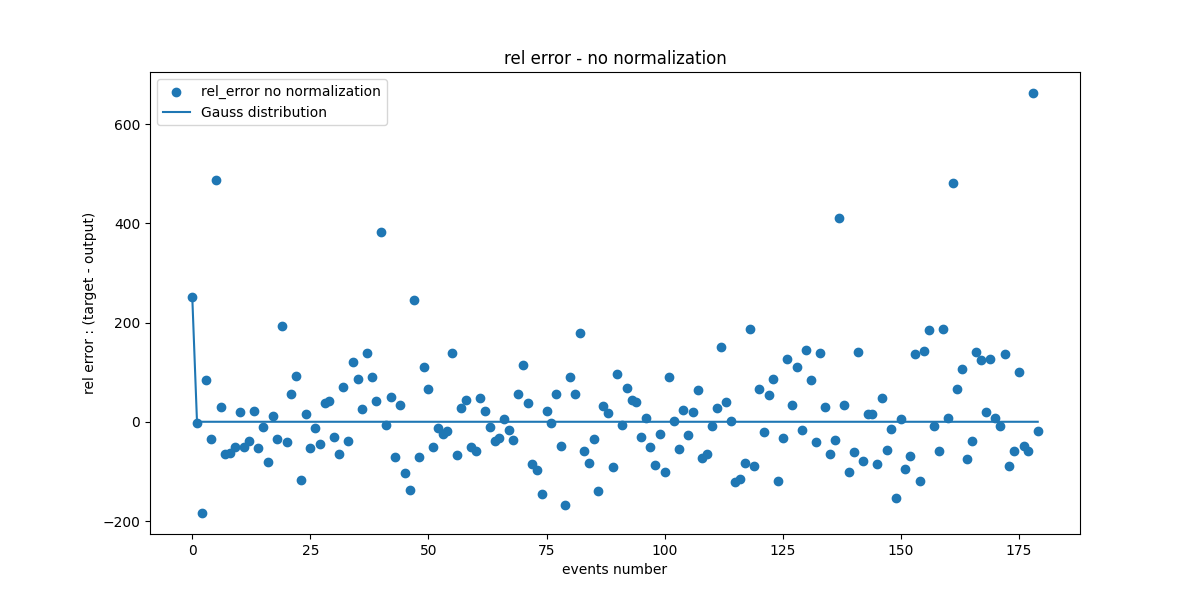 rel error - no normalization
rel_error no normalization
Gauss distribution
rel error : (target - output)
600
400
200
0
−200
0 25 50 75 100 125 150 175
events number